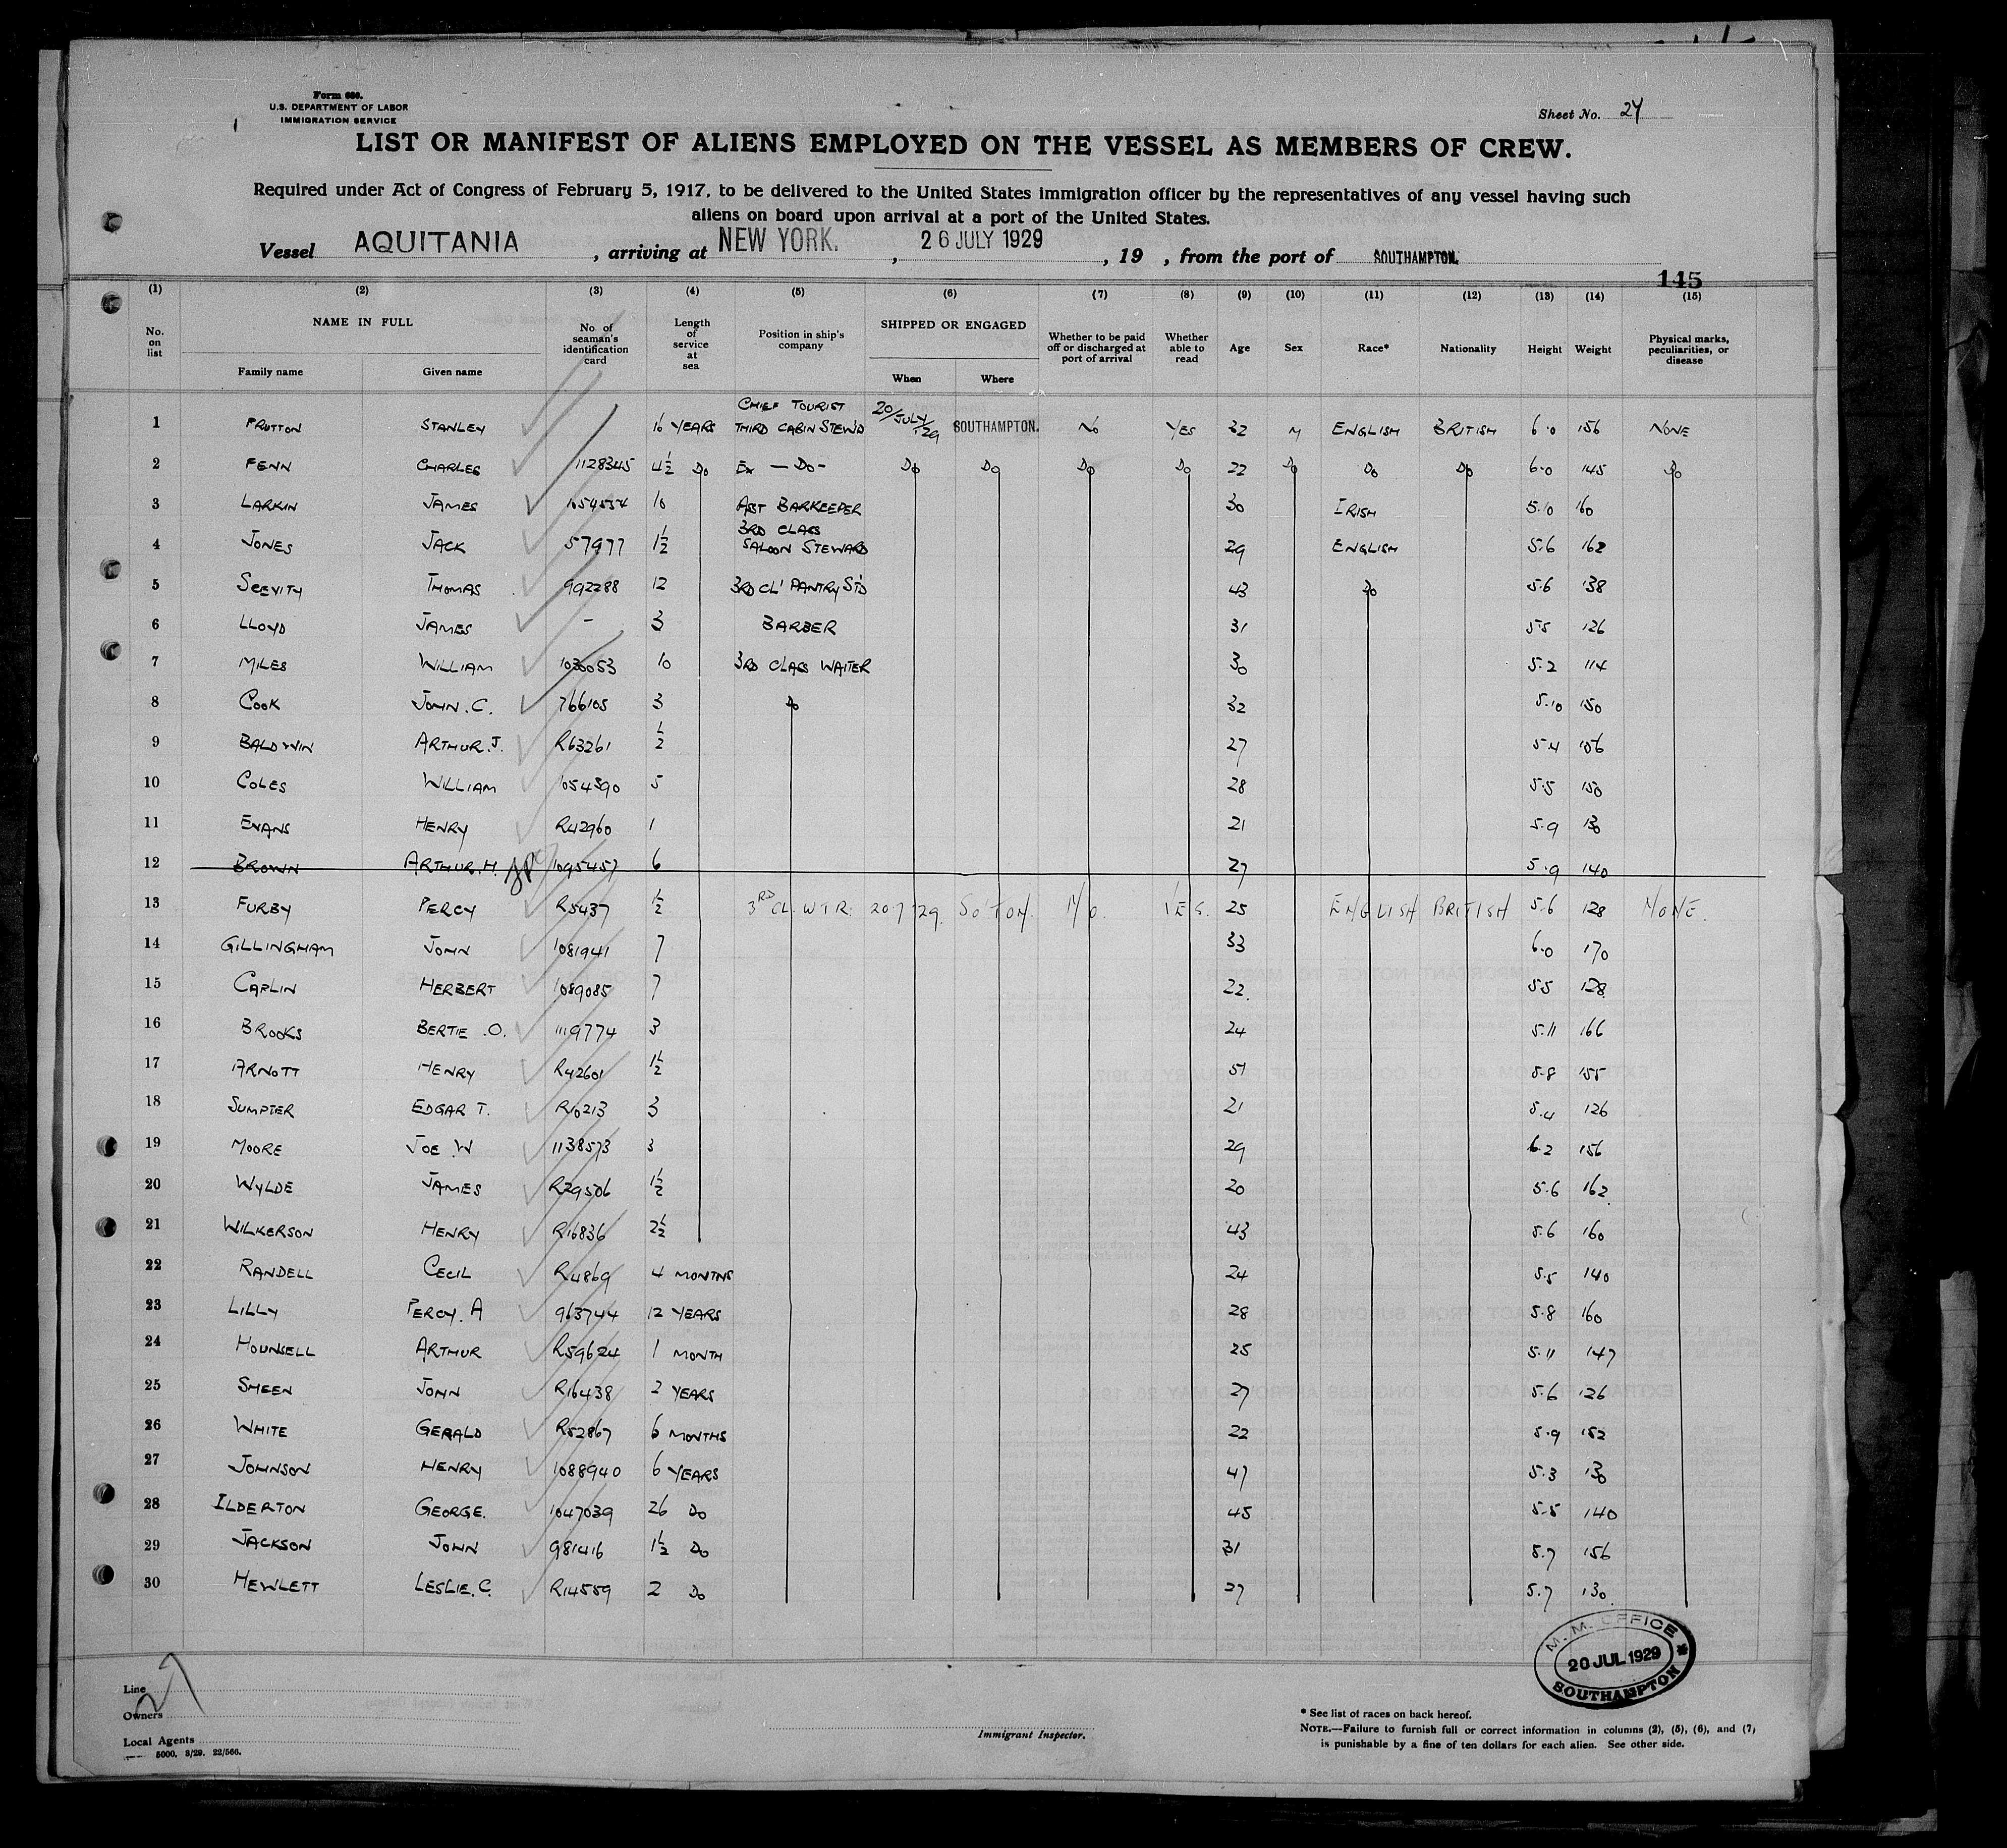 Form 680.
U.S. DEPARTMENT OF LABOR
IMMIGRATION SERVICE
Sheet No. 24
LIST OR MANIFEST OF ALIENS EMPLOYED ON THE VESSEL AS MEMBERS OF CREW.
Required under Act of Congress of February 5, 1917, to be delivered to the United States immigration officer by the representatives of any vessel having such
aliens on board upon arrival at a port of the United States.
Vessel AQUITANIA, arriving at NEW YORK., 26 JULY 1929, 19 , from the port of SOUTHAMPTON.
145
(1) (2) (3) (4) (5) (6) (7) (8) (9) (10) (11) (12) (13) (14) (15)
No. on list NAME IN FULL Family name Given name No. of seaman's identification card Length of service at sea Position in ship's company SHIPPED OR ENGAGED When Where Whether to be paid off or discharged at port of arrival Whether able to read Age Sex Race* Nationality Height Weight Physical marks, peculiarities, or disease
1 PRUTTON STANLEY 16 YEARS CHIEF TOURIST THIRD CABIN STEW'D 20/JULY/29 SOUTHAMPTON. NO YES 32 M ENGLISH BRITISH 6.0 156 NONE
2 FENN CHARLES 1128345 4½ DO EX — DO — DO DO DO DO 22 DO DO DO 6.0 145 DO
3 LARKIN JAMES 1054554 10 ASST BARKEEPER 30 IRISH 5.10 160
4 JONES JACK 57977 1½ 3RD CLASS SALOON STEWARD 29 ENGLISH 5.6 162
5 SCEVITY THOMAS 992288 12 3RD CL' PANTRY ST'D 43 DO 5.6 138
6 LLOYD JAMES - 3 BARBER 31 5.5 126
7 MILES WILLIAM 1030053 10 3RD CLASS WAITER 30 5.2 114
8 COOK JOHN.C. 766105 3 DO 32 5.10 150
9 BALDWIN ARTHUR.J. R63261 ½ 27 5.4 106
10 COLES WILLIAM 1054590 5 28 5.5 150
11 EVANS HENRY R42960 1 21 5.9 130
12 BROWN ARTHUR.H. 1095457 6 27 5.9 140
13 FURBY PERCY R5437 1½ 3RD CL. WTR. 20.7.29. SO'TON. NO. YES. 25 ENGLISH BRITISH 5.6 128 NONE.
14 GILLINGHAM JOHN 1081941 7 33 6.0 170
15 CAPLIN HERBERT 1089085 7 22. 5.5 128
16 BROOKS BERTIE .O. 1119774 3 24 5.11 166
17 ARNOTT HENRY R42601 1½ 51 5.8 155
18 SUMPTER EDGAR T. R10213 3 21 5.4 126
19 MOORE JOE W 1138573 3 29 6.2 156
20 WYLDE JAMES R29506 1½ 20 5.6 162
21 WILKERSON HENRY R16836 2½ 43 5.6 160
22 RANDELL CECIL R4869 4 MONTHS 24 5.5 140
23 LILLY PERCY. A 963744 12 YEARS 28 5.8 160
24 HOUNSELL ARTHUR R59624 1 MONTH 25 5.11 147
25 SHEEN JOHN R16438 2 YEARS 27 5.6 126
26 WHITE GERALD R52867 6 MONTHS 22 5.9 152
27 JOHNSON HENRY 1088940 6 YEARS 47 5.3 130
28 ILDERTON GEORGE. 1047039 26 DO 45 5.5 140
29 JACKSON JOHN 981416 1½ DO 31 5.7 156
30 HEWLETT LESLIE.C. R14559 2 DO 27 5.7 130
M. M. OFFICE
20 JUL 1929
SOUTHAMPTON
Line
Owners
Local Agents
5000. 3/29. 22/566.
Immigrant Inspector.
* See list of races on back hereof.
NOTE.—Failure to furnish full or correct information in columns (2), (5), (6), and (7)
is punishable by a fine of ten dollars for each alien. See other side.